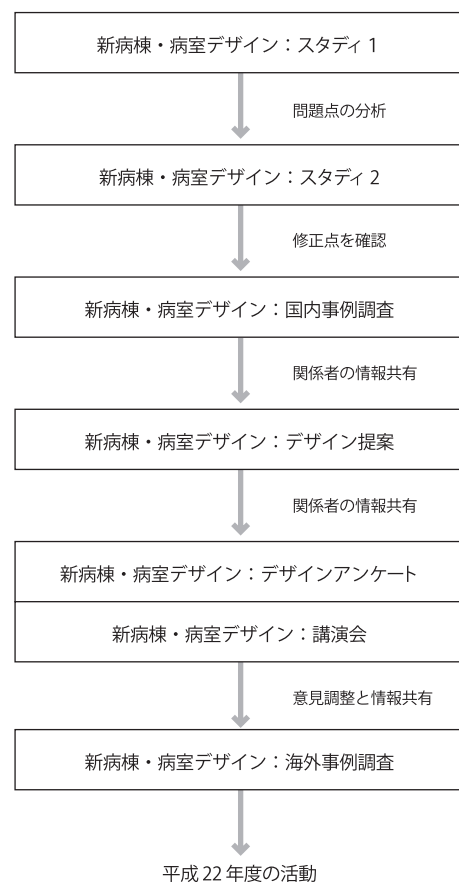 新病棟・病室デザイン：スタディ 1
問題点の分析
新病棟・病室デザイン：スタディ 2
修正点を確認
新病棟・病室デザイン：国内事例調査
関係者の情報共有
新病棟・病室デザイン：デザイン提案
関係者の情報共有
新病棟・病室デザイン：デザインアンケート
新病棟・病室デザイン：講演会
意見調整と情報共有
新病棟・病室デザイン：海外事例調査
平成 22 年度の活動